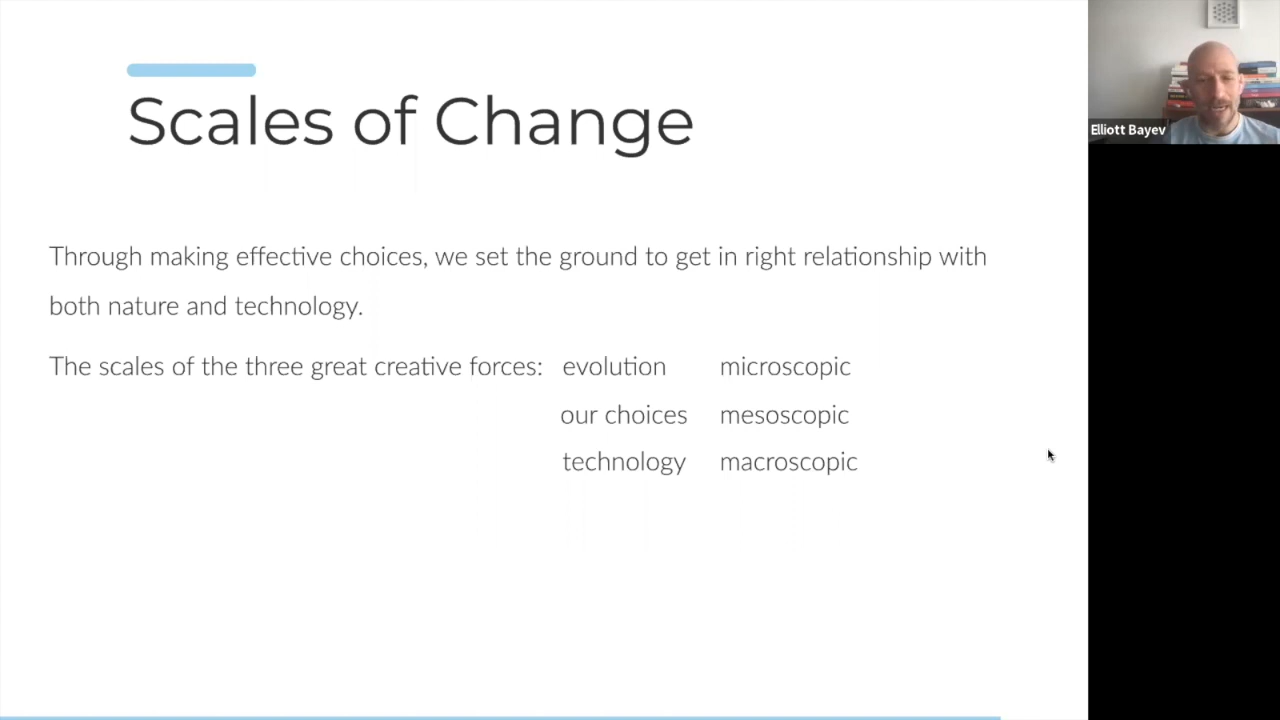 Scales of Change
Elliott Bayev
Through making effective choices, we set the ground to get in right relationship with
both nature and technology.
The scales of the three great creative forces: evolution microscopic
our choices mesoscopic
technology macroscopic